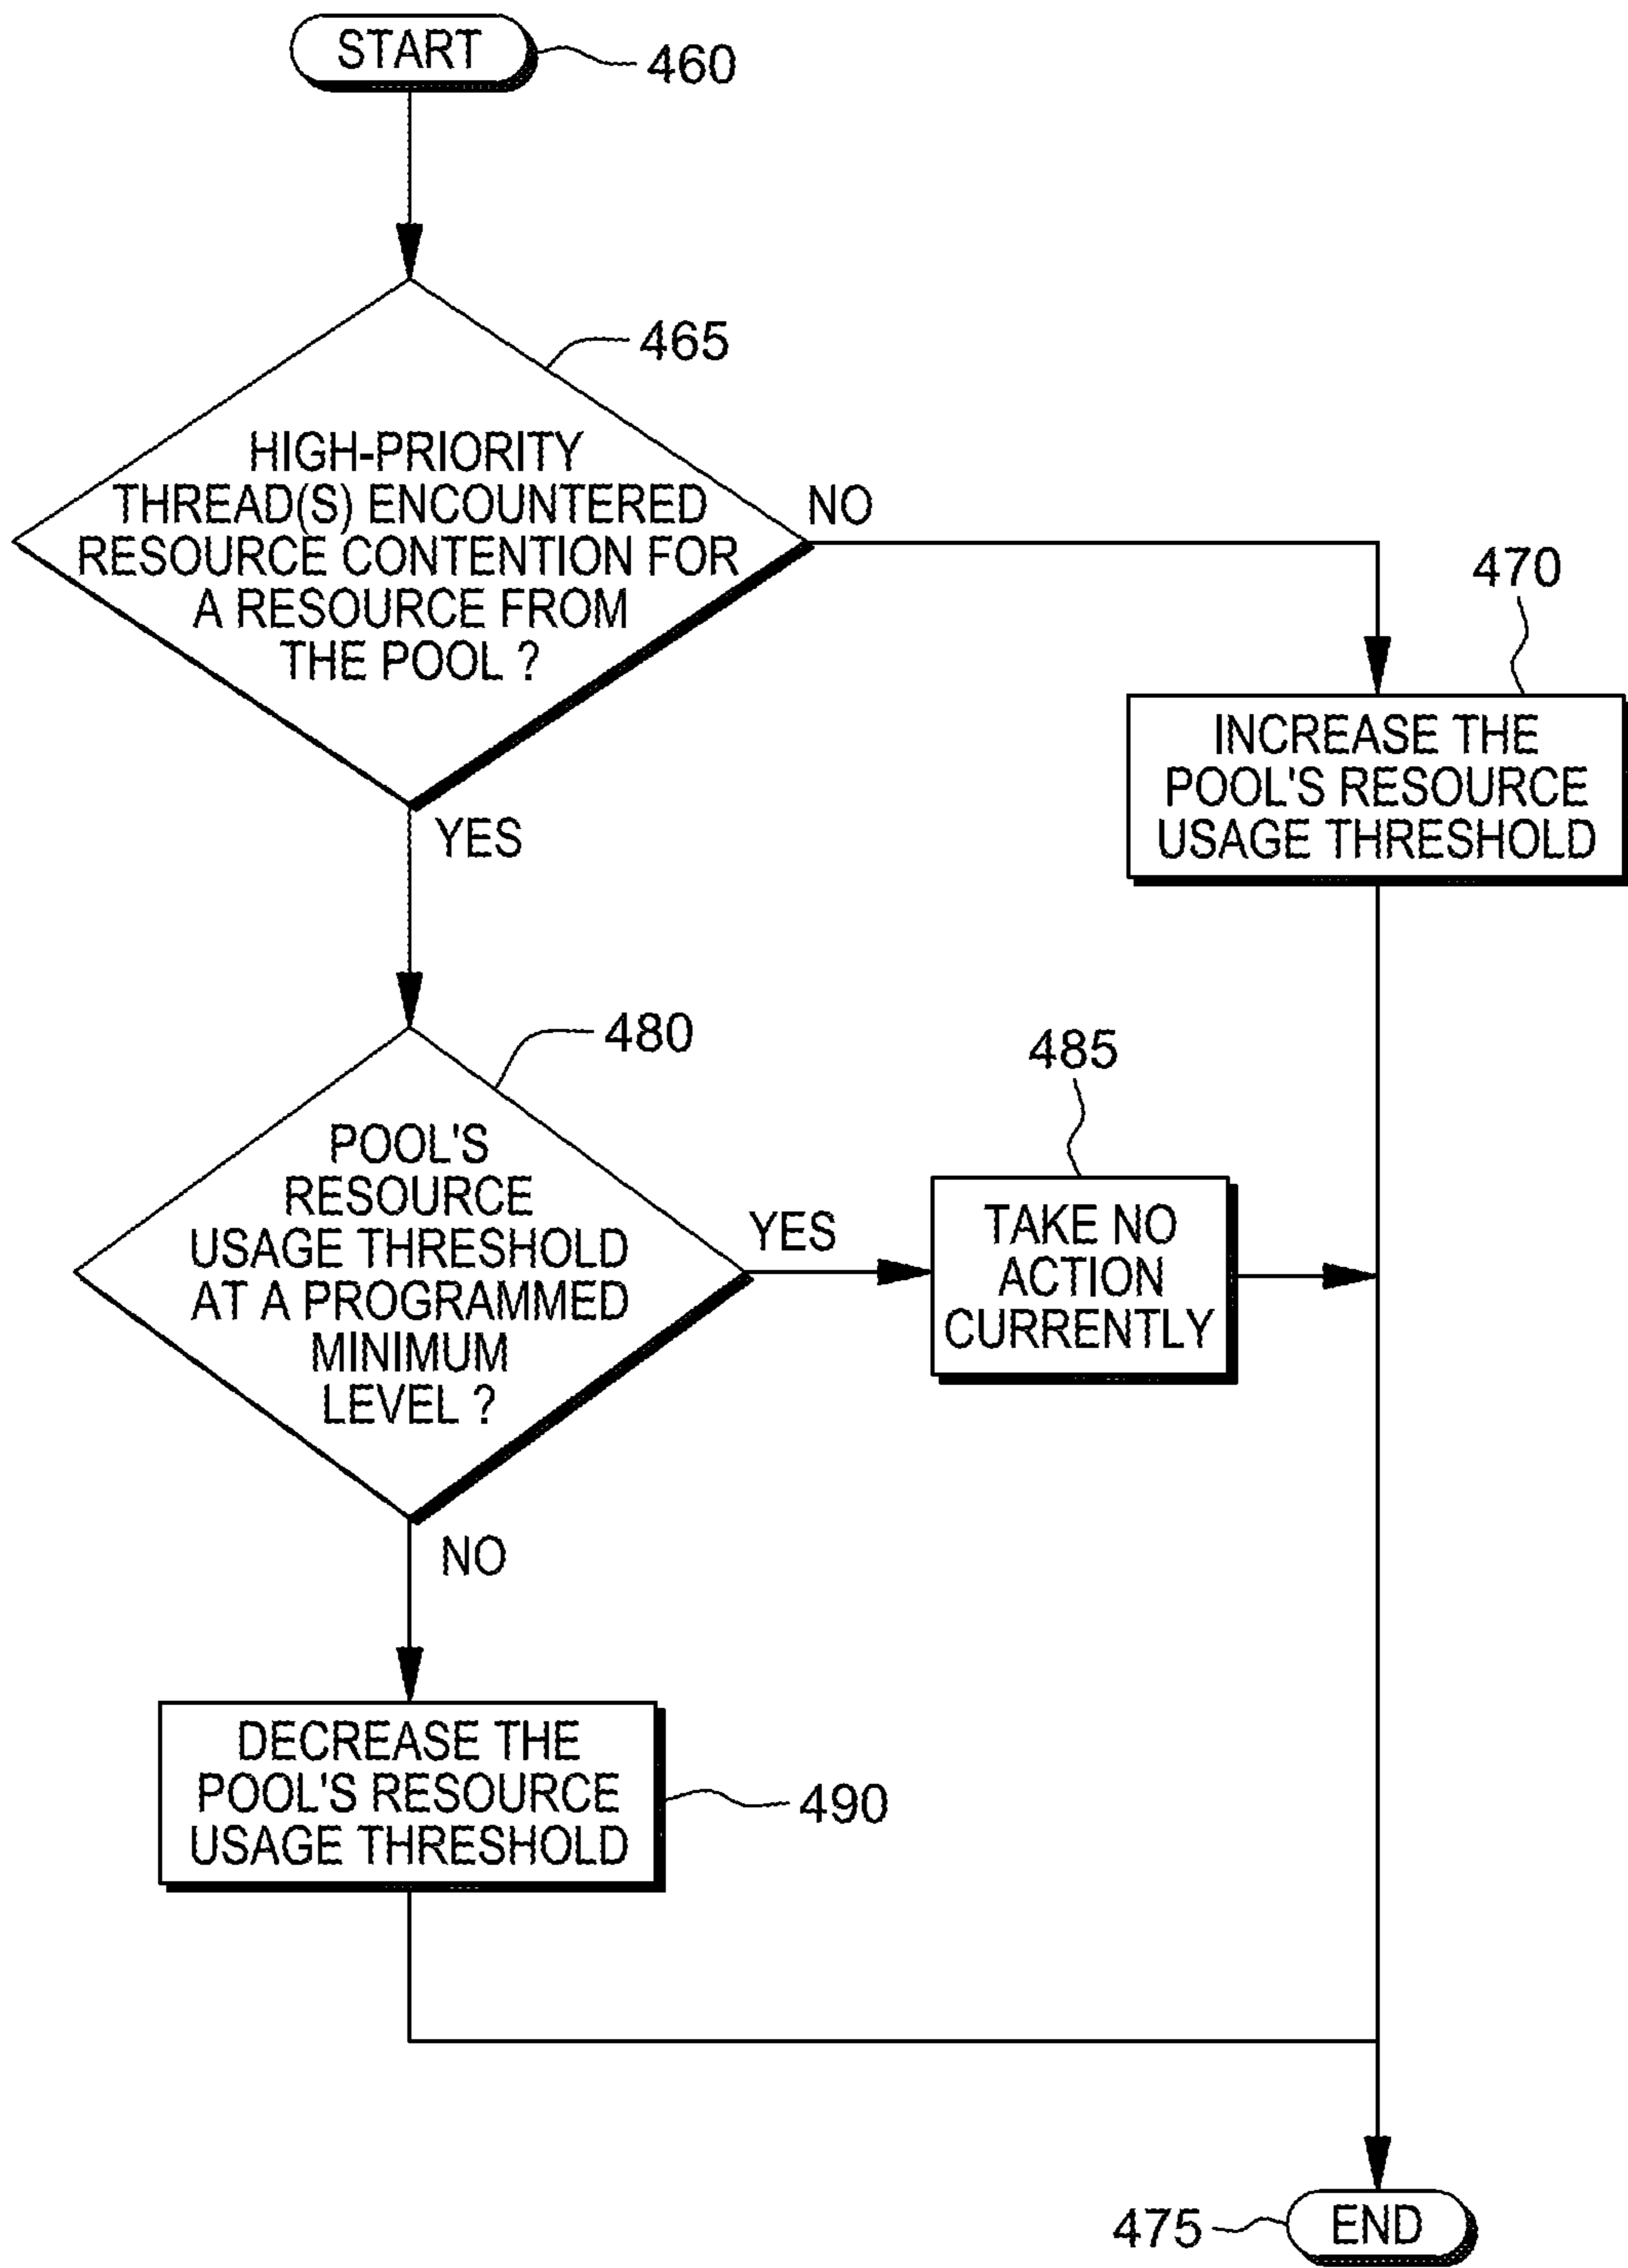 START
460
465
HIGH-PRIORITY
THREAD(S) ENCOUNTERED
RESOURCE CONTENTION FOR
A RESOURCE FROM
THE POOL ?
NO
470
INCREASE THE
POOL'S RESOURCE
USAGE THRESHOLD
YES
480
POOL'S
RESOURCE
USAGE THRESHOLD
AT A PROGRAMMED
MINIMUM
LEVEL ?
YES
485
TAKE NO
ACTION
CURRENTLY
NO
DECREASE THE
POOL'S RESOURCE
USAGE THRESHOLD
490
475
END